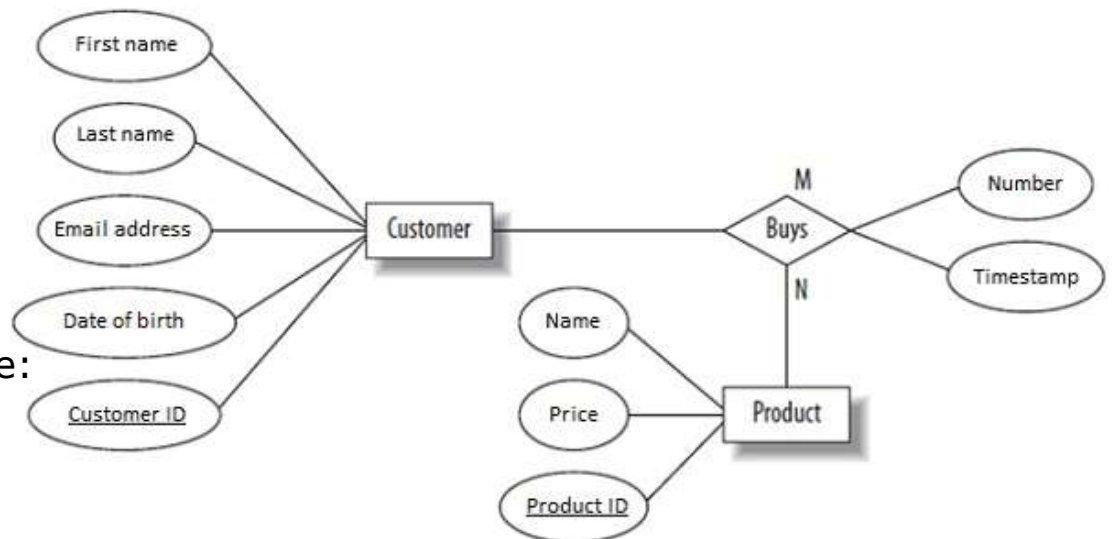 First name
Last name
Email address
Date of birth
e:
Customer ID
Customer
M
Buys
N
Number
Timestamp
Name
Price
Product ID
Product